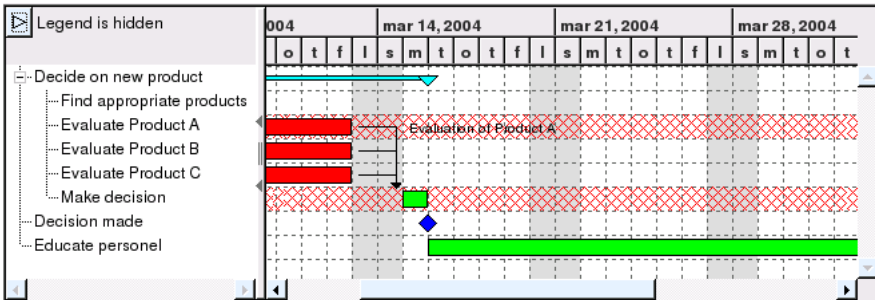 Legend is hidden
004 mar 14, 2004 mar 21, 2004 mar 28, 2004
o t f l s m t o t f l s m t o t f l s m t o t
Decide on new product
Find appropriate products
Evaluate Product A
Evaluation of Product A
Evaluate Product B
Evaluate Product C
Make decision
Decision made
Educate personel